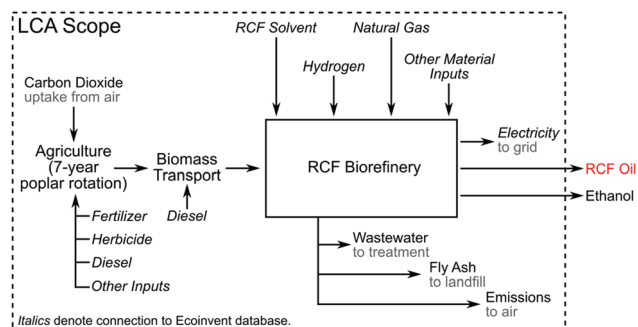 LCA Scope
RCF Solvent
Natural Gas
Hydrogen
Other Material
Inputs
Carbon Dioxide
uptake from air
Agriculture
(7-year
poplar rotation)
Biomass
Transport
RCF Biorefinery
Electricity
to grid
RCF Oil
Ethanol
Fertilizer
Herbicide
Diesel
Other Inputs
Diesel
Wastewater
to treatment
Fly Ash
to landfill
Emissions
to air
Italics denote connection to Ecoinvent database.